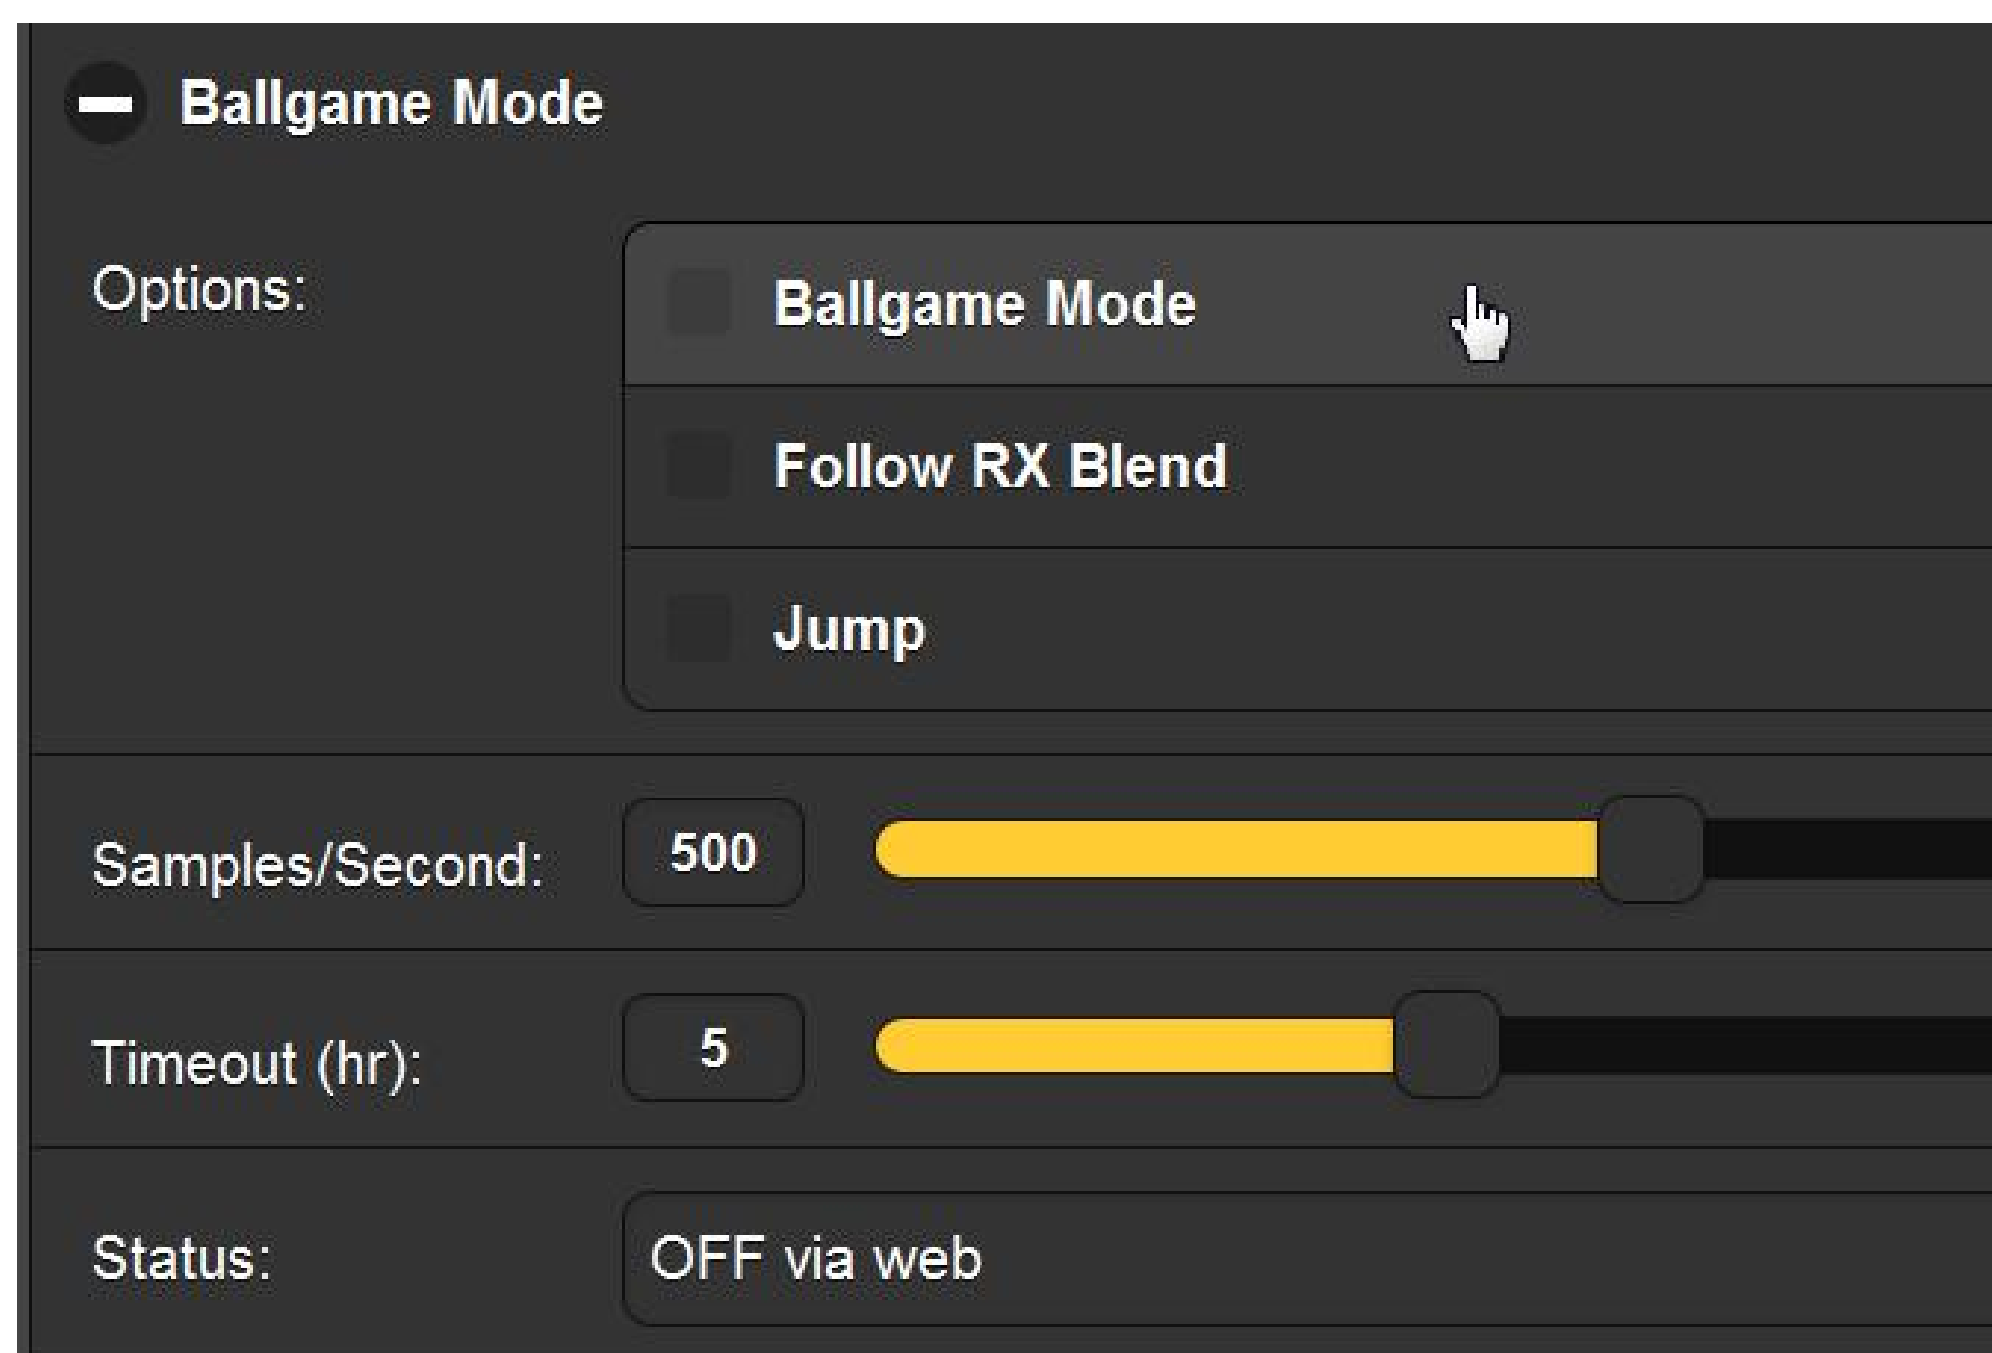 Ballgame Mode
Options:
Ballgame Mode
Follow RX Blend
Jump
Samples/Second: 500
Timeout (hr): 5
Status: OFF via web